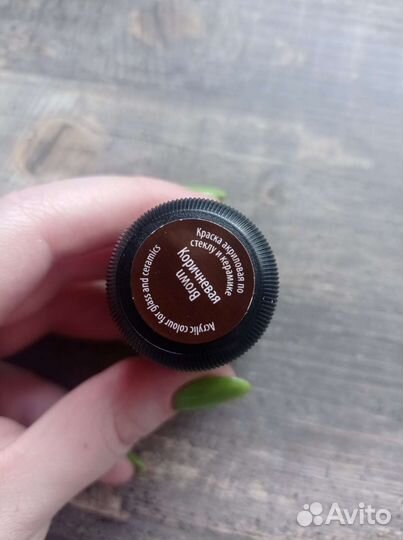 Краска акриловая по
стеклу и керамике
Коричневая
Brown
Acrylic colour for glass and ceramics
Avito